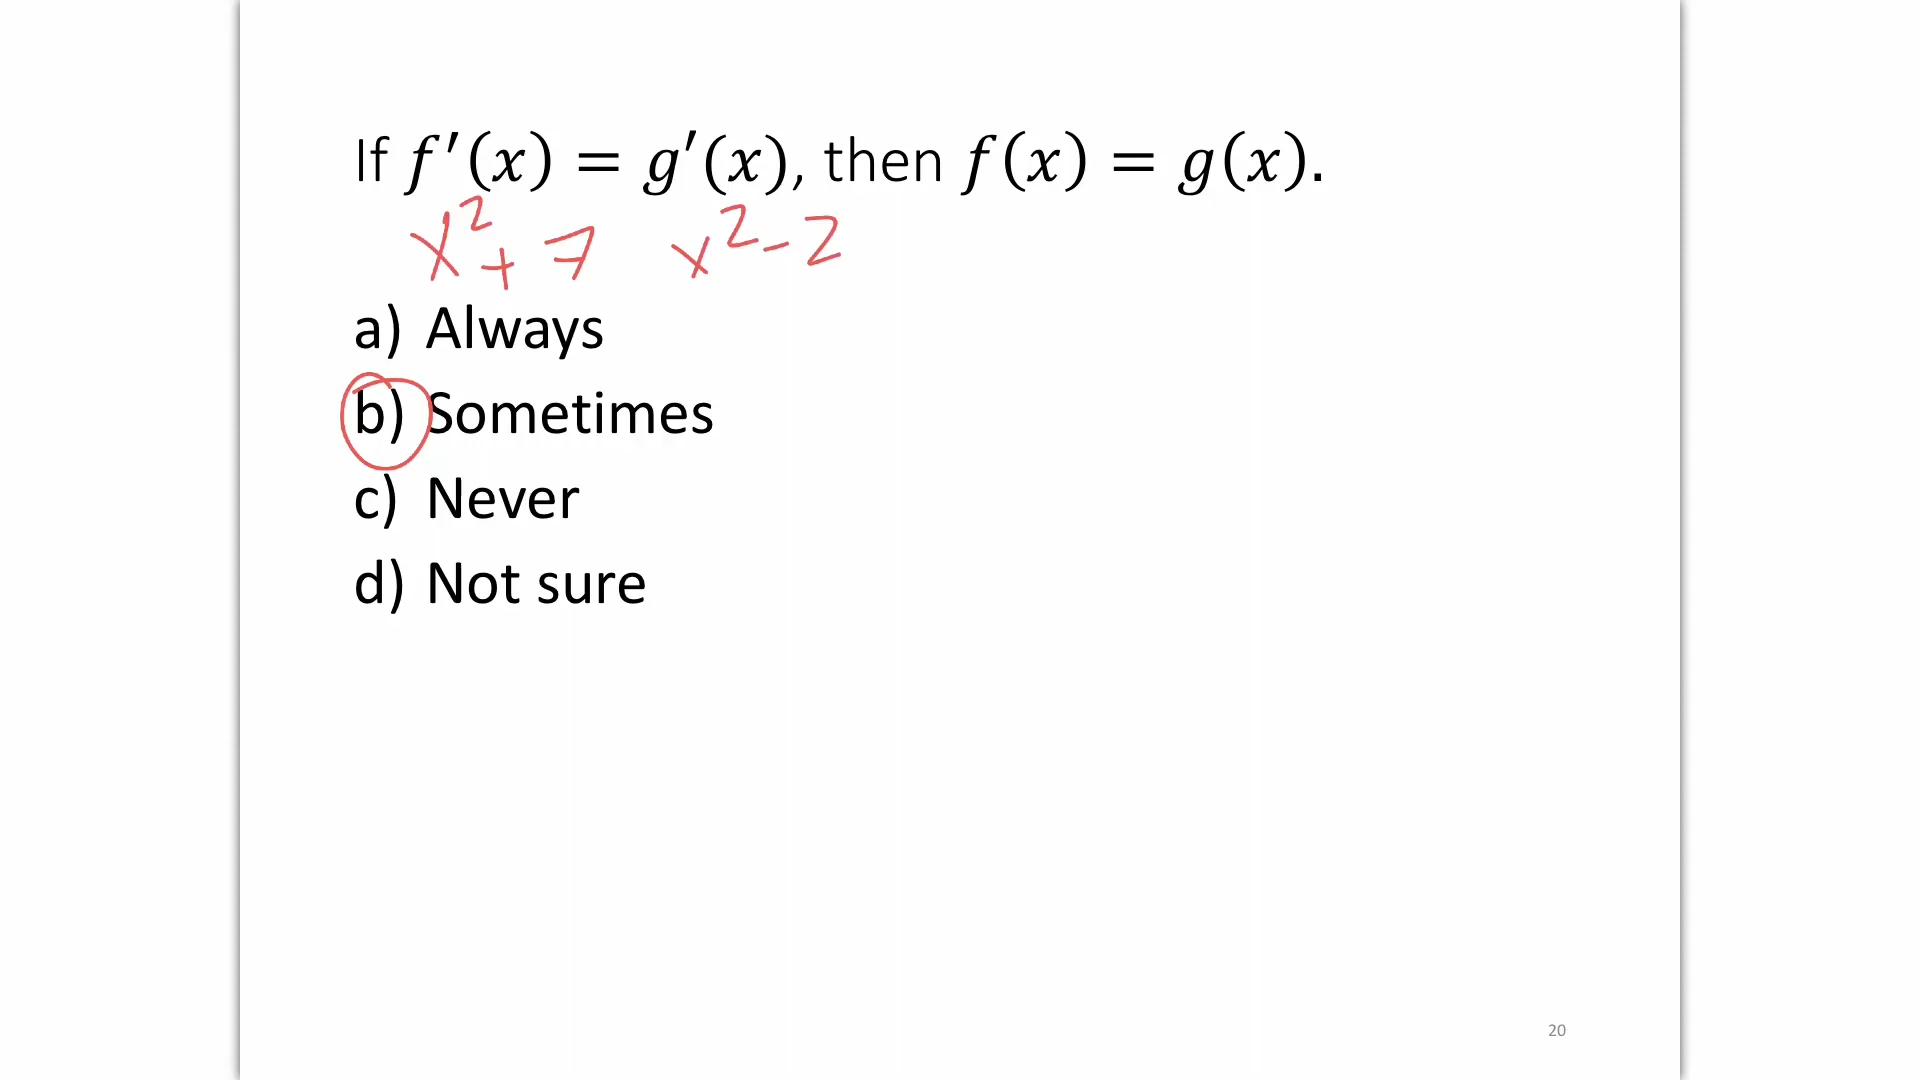 If f′(x) = g′(x), then f(x) = g(x).
x² + 7 x² - 2
a) Always
b) Sometimes
c) Never
d) Not sure
20